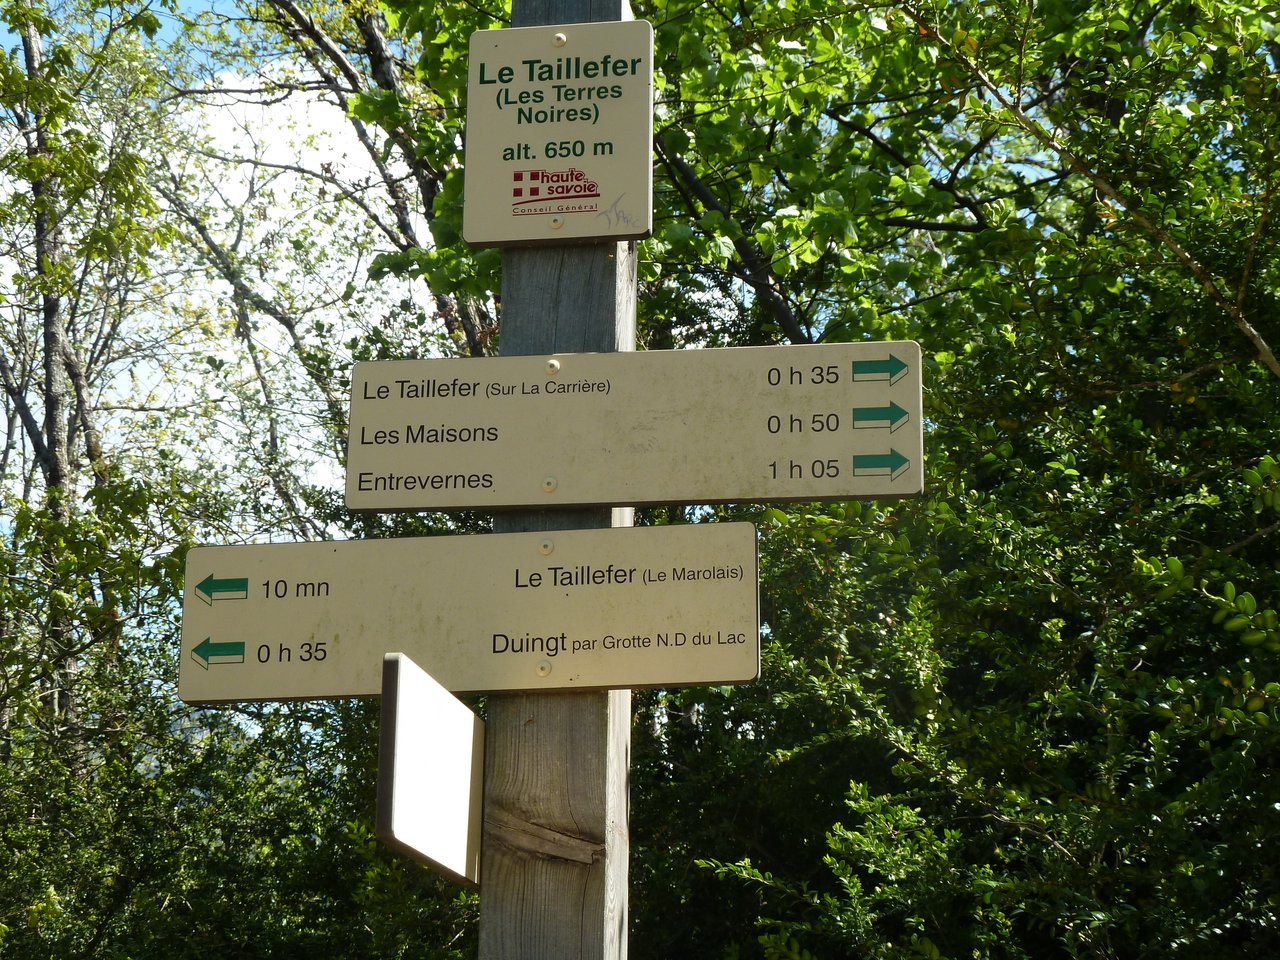 Le Taillefer
(Les Terres
Noires)
alt. 650 m
haute
savoie
Conseil Général
Le Taillefer (Sur La Carrière) 0 h 35
Les Maisons 0 h 50
Entrevernes 1 h 05
10 mn Le Taillefer (Le Marolais)
0 h 35 Duingt par Grotte N.D du Lac